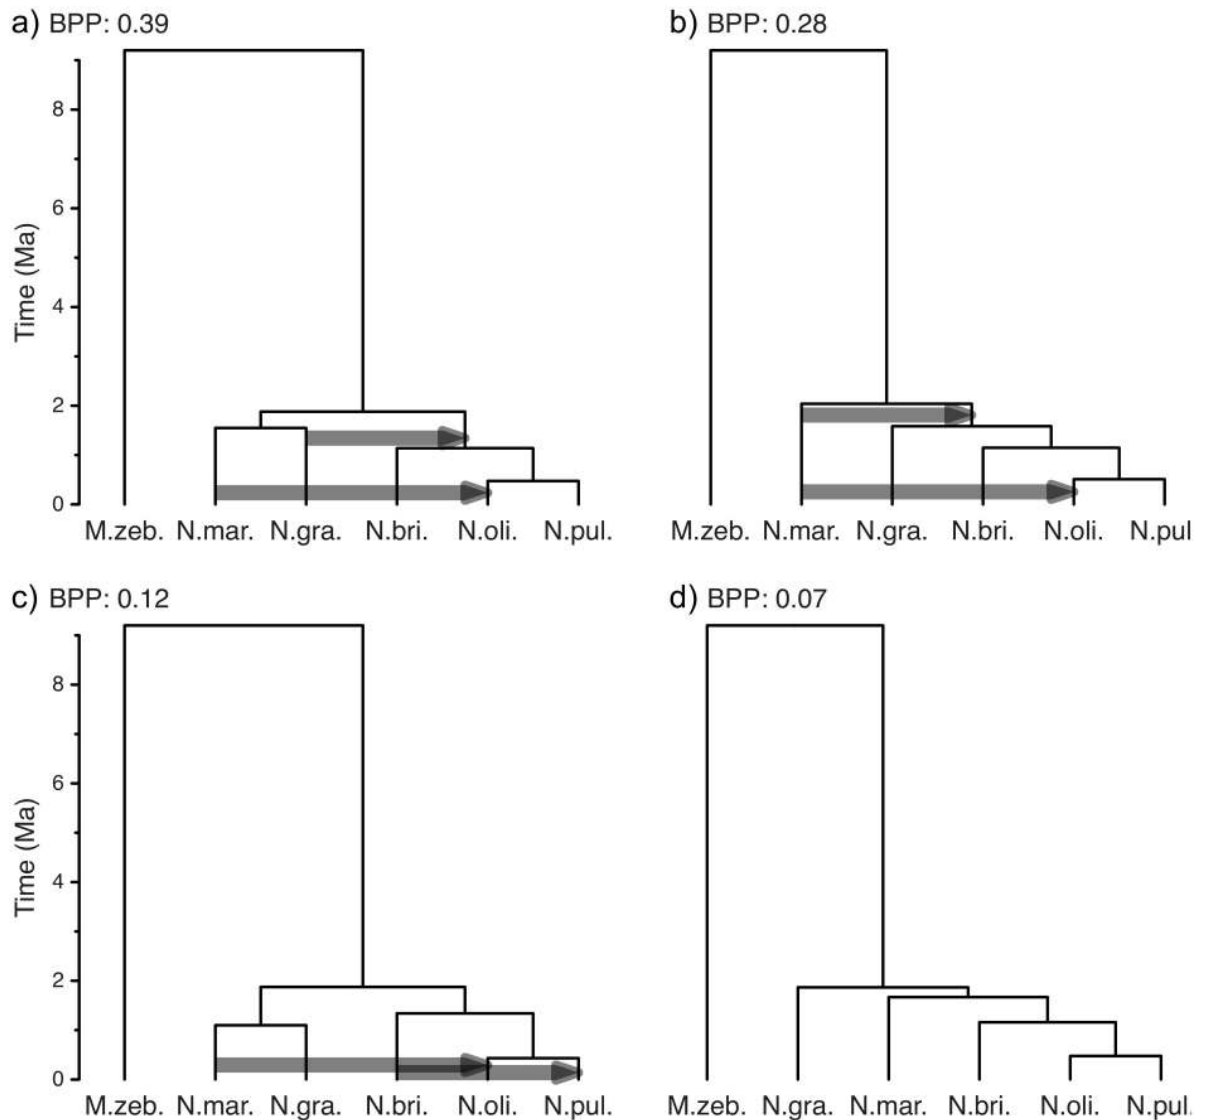 a) BPP: 0.39
b) BPP: 0.28
8
6
4
2
0
Time (Ma)
M.zeb. N.mar. N.gra. N.bri. N.oli. N.pul.
M.zeb. N.mar. N.gra. N.bri. N.oli. N.pul
c) BPP: 0.12
d) BPP: 0.07
8
6
4
2
0
Time (Ma)
M.zeb. N.mar. N.gra. N.bri. N.oli. N.pul.
M.zeb. N.gra. N.mar. N.bri. N.oli. N.pul.